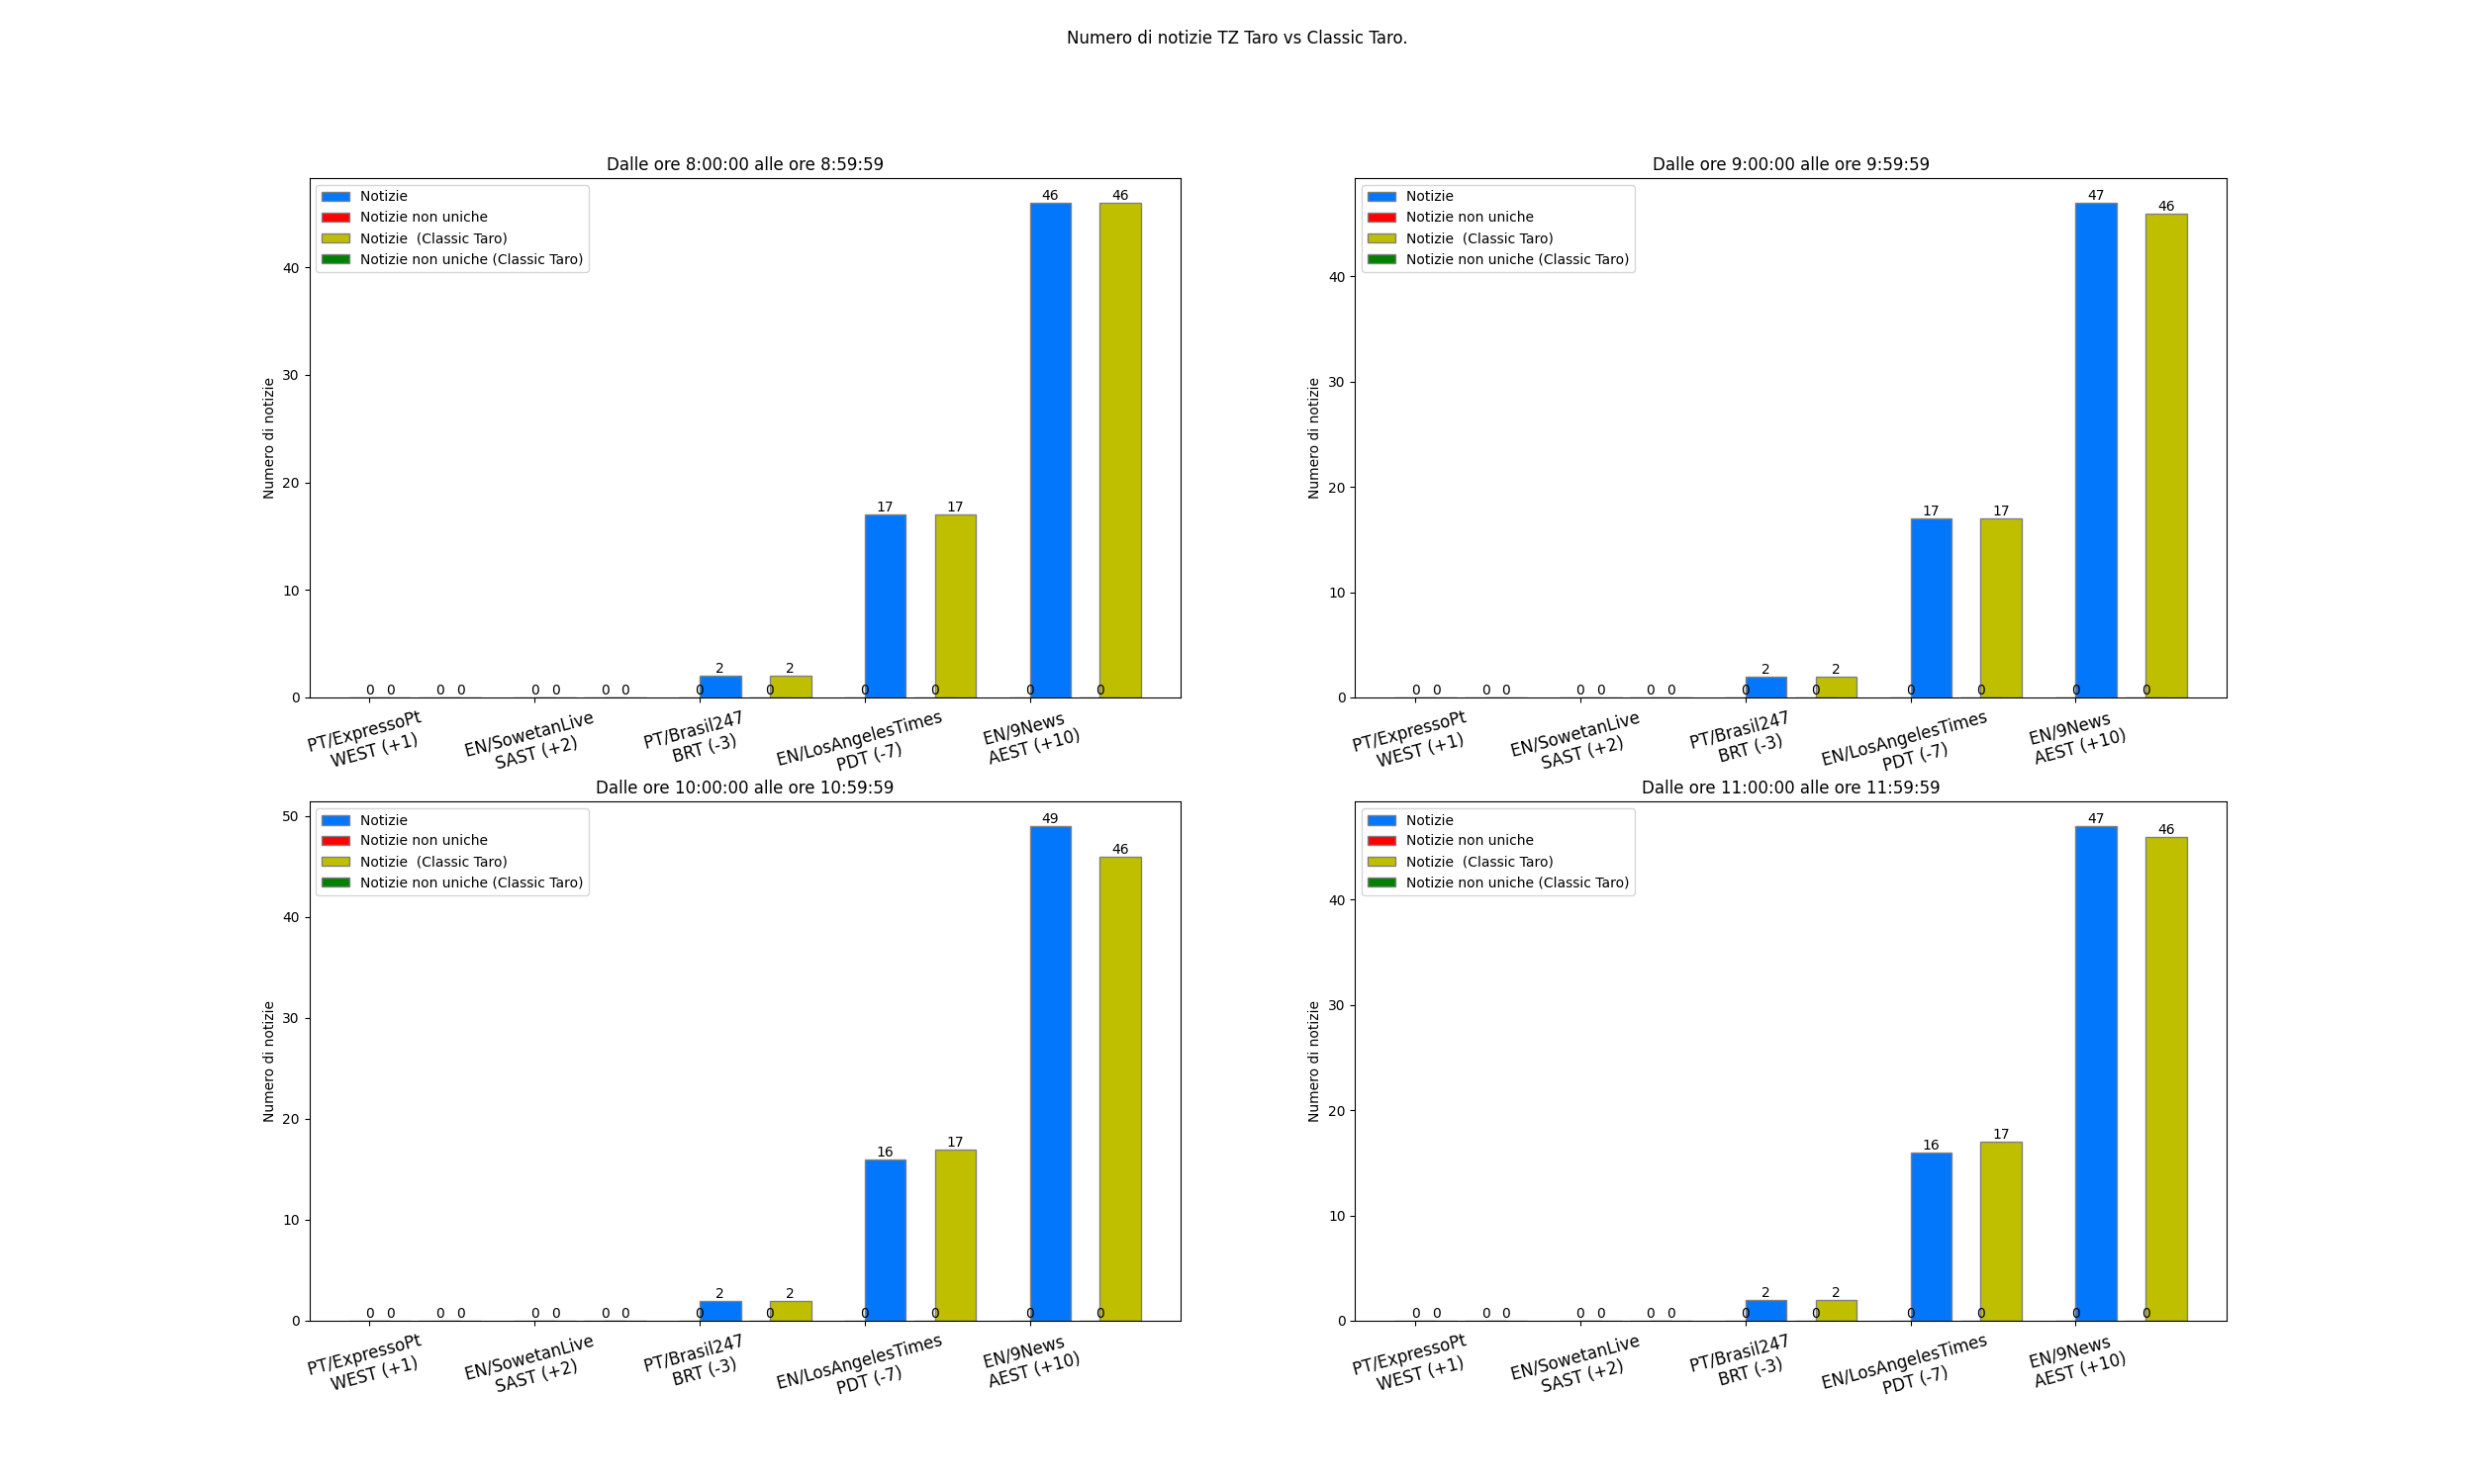 Numero di notizie TZ Taro vs Classic Taro.
Dalle ore 8:00:00 alle ore 8:59:59
Notizie
Notizie non uniche
Notizie  (Classic Taro)
Notizie non uniche (Classic Taro)
Numero di notizie
40
30
20
10
0
46 46
17 17
2 2
0 0 0 0 0 0 0 0 0 0 0 0 0 0
PT/ExpressoPt
WEST (+1)
EN/SowetanLive
SAST (+2)
PT/Brasil247
BRT (-3)
EN/LosAngelesTimes
PDT (-7)
EN/9News
AEST (+10)
Dalle ore 9:00:00 alle ore 9:59:59
Notizie
Notizie non uniche
Notizie  (Classic Taro)
Notizie non uniche (Classic Taro)
Numero di notizie
40
30
20
10
0
47 46
17 17
2 2
0 0 0 0 0 0 0 0 0 0 0 0 0 0
PT/ExpressoPt
WEST (+1)
EN/SowetanLive
SAST (+2)
PT/Brasil247
BRT (-3)
EN/LosAngelesTimes
PDT (-7)
EN/9News
AEST (+10)
Dalle ore 10:00:00 alle ore 10:59:59
Notizie
Notizie non uniche
Notizie  (Classic Taro)
Notizie non uniche (Classic Taro)
Numero di notizie
50
40
30
20
10
0
49 46
16 17
2 2
0 0 0 0 0 0 0 0 0 0 0 0 0 0
PT/ExpressoPt
WEST (+1)
EN/SowetanLive
SAST (+2)
PT/Brasil247
BRT (-3)
EN/LosAngelesTimes
PDT (-7)
EN/9News
AEST (+10)
Dalle ore 11:00:00 alle ore 11:59:59
Notizie
Notizie non uniche
Notizie  (Classic Taro)
Notizie non uniche (Classic Taro)
Numero di notizie
40
30
20
10
0
47 46
16 17
2 2
0 0 0 0 0 0 0 0 0 0 0 0 0 0
PT/ExpressoPt
WEST (+1)
EN/SowetanLive
SAST (+2)
PT/Brasil247
BRT (-3)
EN/LosAngelesTimes
PDT (-7)
EN/9News
AEST (+10)